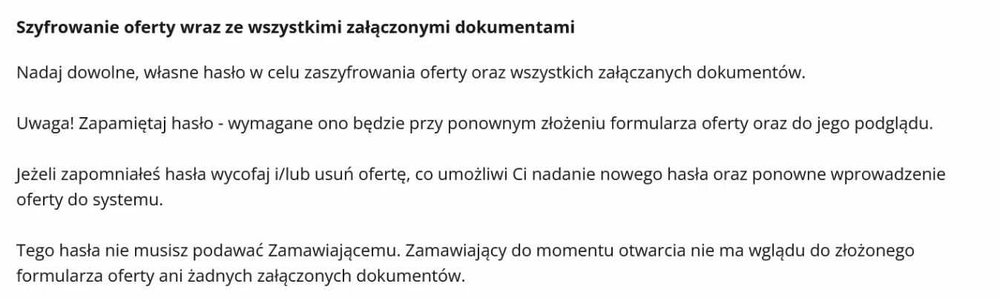 Szyfrowanie oferty wraz ze wszystkimi załączonymi dokumentami
Nadaj dowolne, własne hasło w celu zaszyfrowania oferty oraz wszystkich załączanych dokumentów.
Uwaga! Zapamiętaj hasło - wymagane ono będzie przy ponownym złożeniu formularza oferty oraz do jego podglądu.
Jeżeli zapomniałeś hasła wycofaj i/lub usuń ofertę, co umożliwi Ci nadanie nowego hasła oraz ponowne wprowadzenie
oferty do systemu.
Tego hasła nie musisz podawać Zamawiającemu. Zamawiający do momentu otwarcia nie ma wglądu do złożonego
formularza oferty ani żadnych załączonych dokumentów.